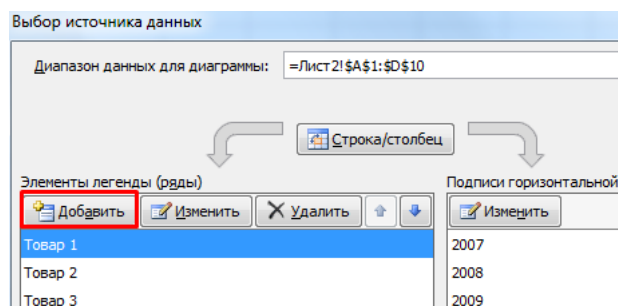 Выбор источника данных
Диапазон данных для диаграммы: =Лист2!$A$1:$D$10
Строка/столбец
Элементы легенды (ряды)
Подписи горизонтальной
Добавить Изменить Удалить
Изменить
Товар 1
2007
Товар 2
2008
Товар 3
2009